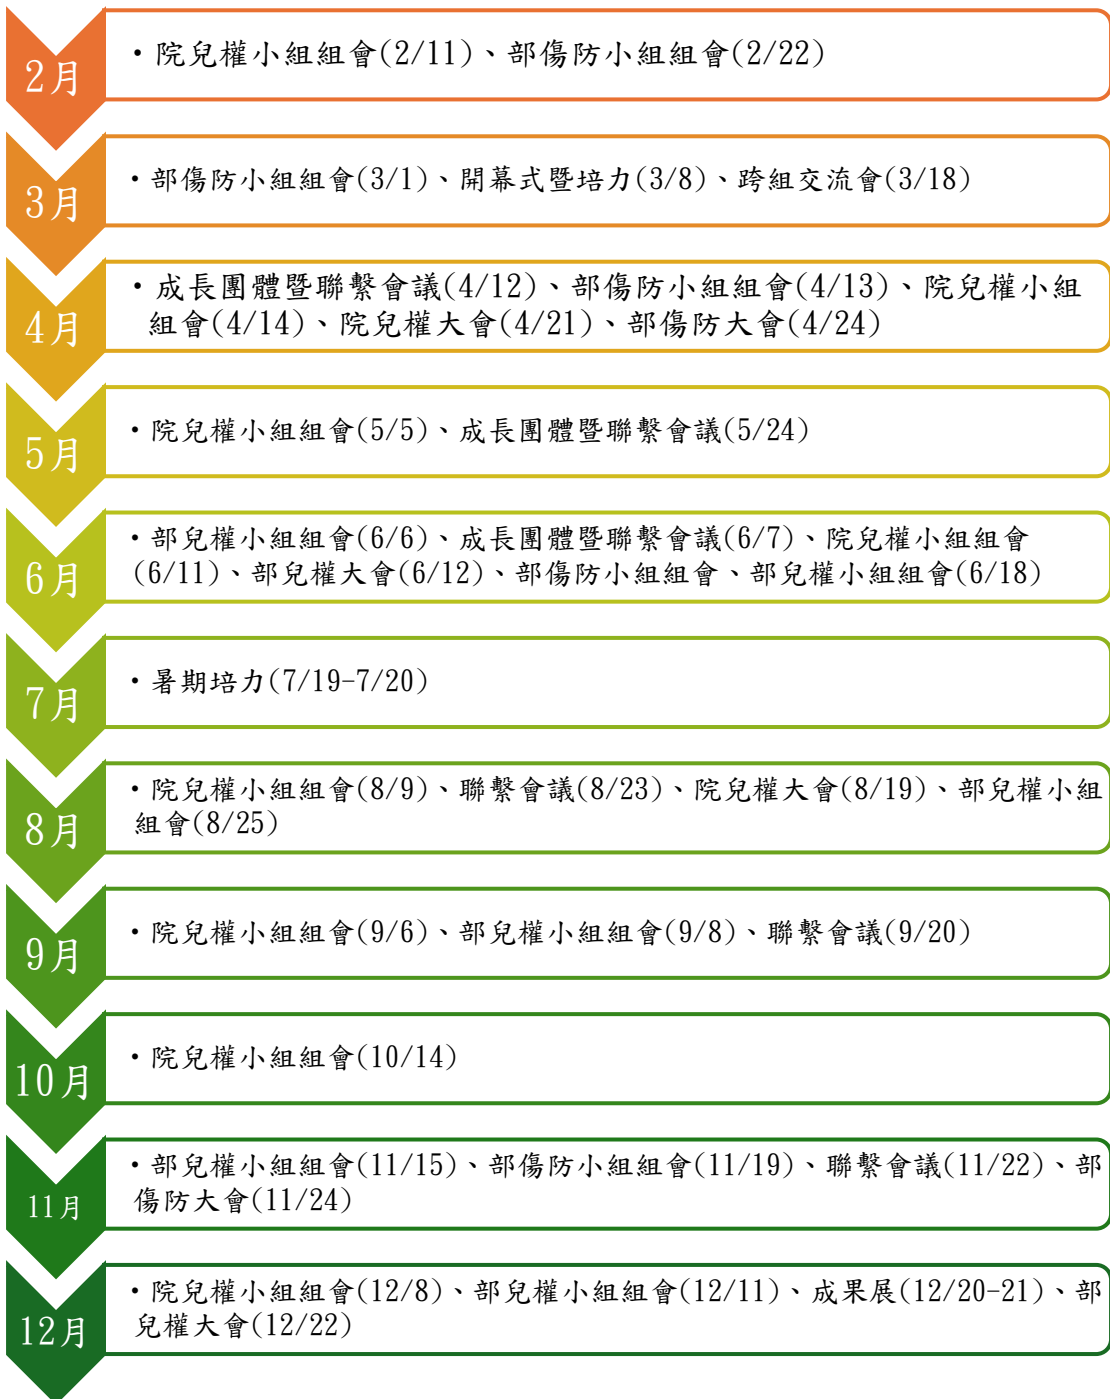 2月
・院兒權小組組會(2/11)、部傷防小組組會(2/22)
3月
・部傷防小組組會(3/1)、開幕式暨培力(3/8)、跨組交流會(3/18)
4月
・成長團體暨聯繫會議(4/12)、部傷防小組組會(4/13)、院兒權小組
組會(4/14)、院兒權大會(4/21)、部傷防大會(4/24)
5月
・院兒權小組組會(5/5)、成長團體暨聯繫會議(5/24)
6月
・部兒權小組組會(6/6)、成長團體暨聯繫會議(6/7)、院兒權小組組會
(6/11)、部兒權大會(6/12)、部傷防小組組會、部兒權小組組會(6/18)
7月
・暑期培力(7/19-7/20)
8月
・院兒權小組組會(8/9)、聯繫會議(8/23)、院兒權大會(8/19)、部兒權小組
組會(8/25)
9月
・院兒權小組組會(9/6)、部兒權小組組會(9/8)、聯繫會議(9/20)
10月
・院兒權小組組會(10/14)
11月
・部兒權小組組會(11/15)、部傷防小組組會(11/19)、聯繫會議(11/22)、部
傷防大會(11/24)
12月
・院兒權小組組會(12/8)、部兒權小組組會(12/11)、成果展(12/20-21)、部
兒權大會(12/22)